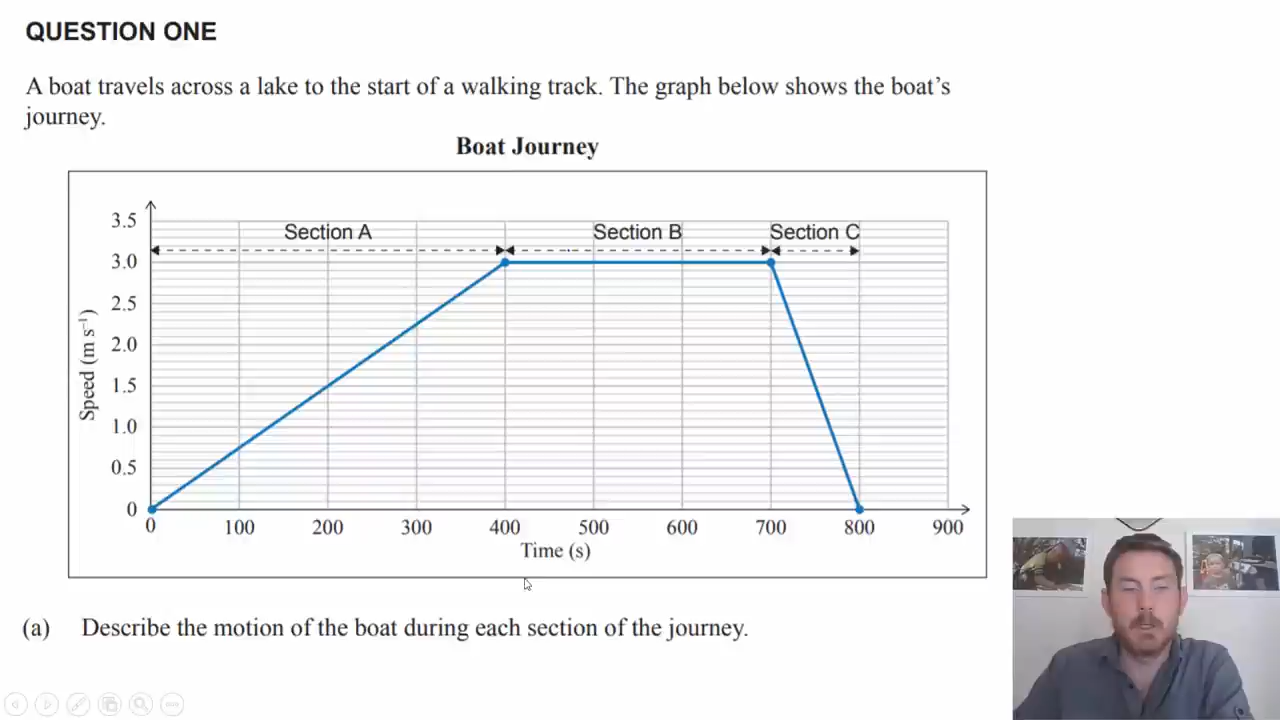 QUESTION ONE
A boat travels across a lake to the start of a walking track. The graph below shows the boat's
journey.
Boat Journey
Section A
Section B
Section C
3.5
3.0
2.5
2.0
1.5
1.0
0.5
0
Speed (m s⁻¹)
0 100 200 300 400 500 600 700 800 900
Time (s)
(a) Describe the motion of the boat during each section of the journey.